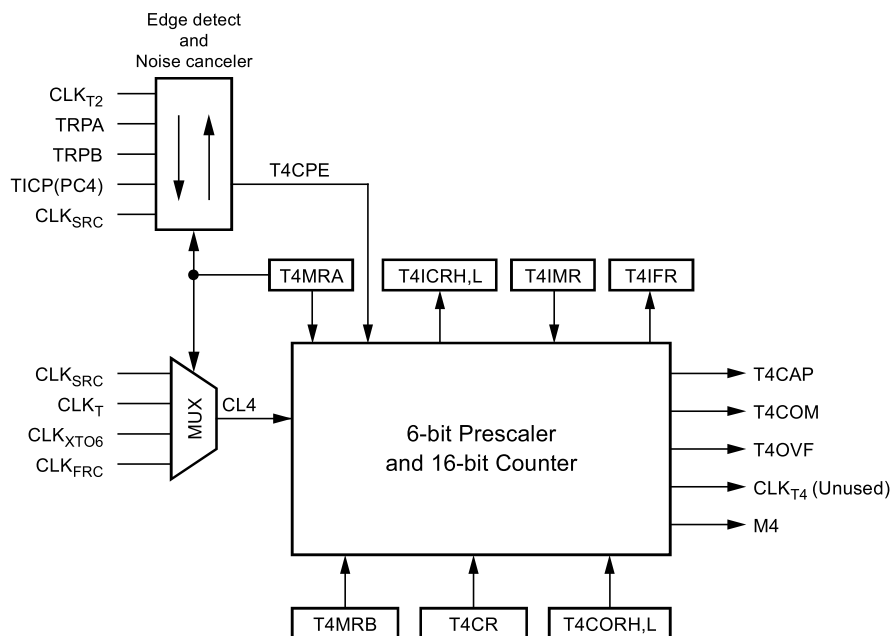 Edge detect
and
Noise canceler
CLKT2
TRPA
TRPB
TICP(PC4)
CLKSRC
T4CPE
T4MRA
T4ICRH,L
T4IMR
T4IFR
CLKSRC
CLKT
CLKXTO6
CLKFRC
MUX
CL4
6-bit Prescaler
and 16-bit Counter
T4CAP
T4COM
T4OVF
CLKT4 (Unused)
M4
T4MRB
T4CR
T4CORH,L